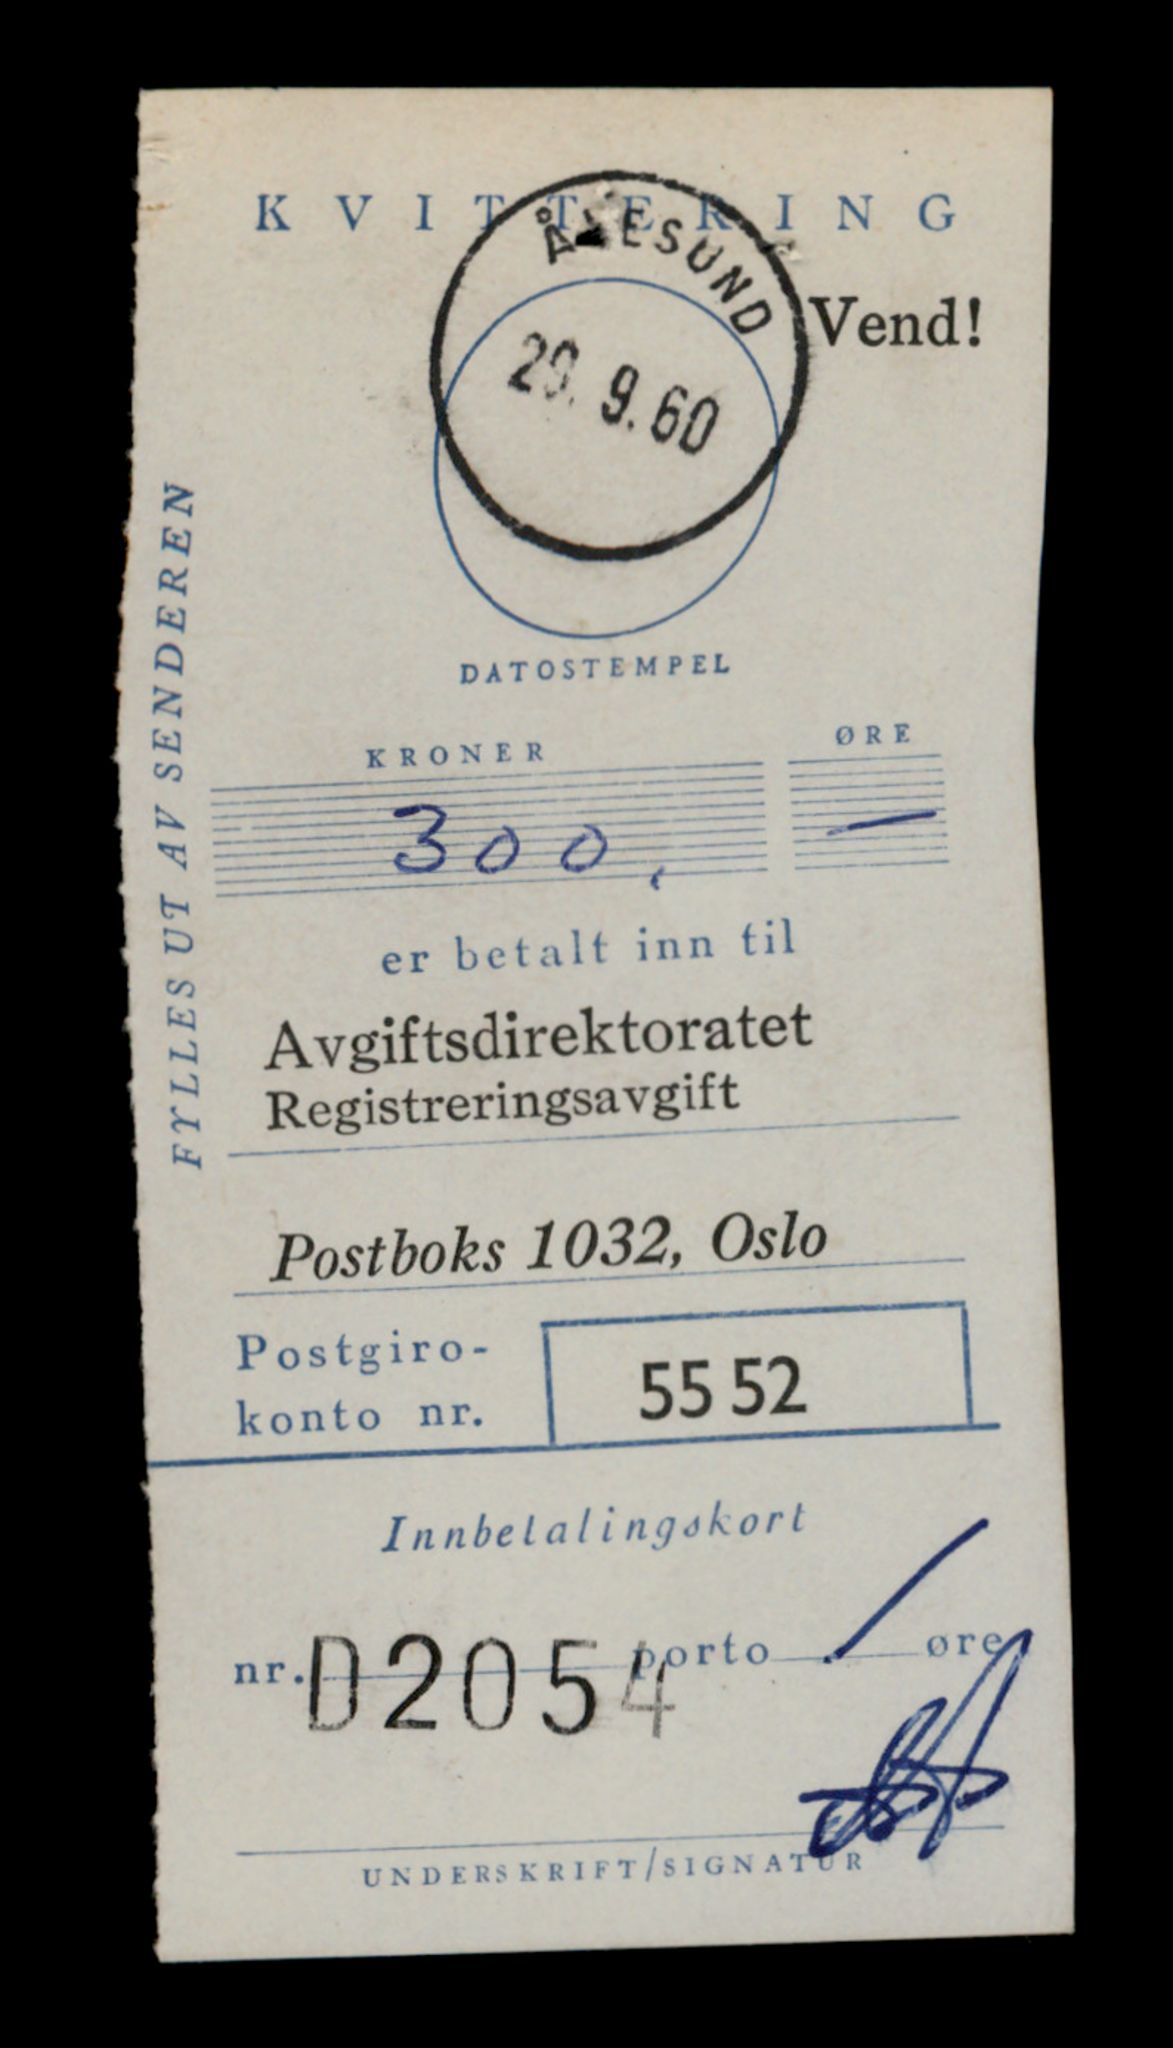 KVITTERING
ÅLESUND
Vend!
29. 9. 60
DATOSTEMPEL
FYLLES UT AV SENDEREN
KRONER ØRE
300, —
er betalt inn til
Avgiftsdirektoratet
Registreringsavgift
Postboks 1032, Oslo
Postgiro-
konto nr. 55 52
Innbetalingskort
nr. D2054 porto / øre
UNDERSKRIFT/SIGNATUR